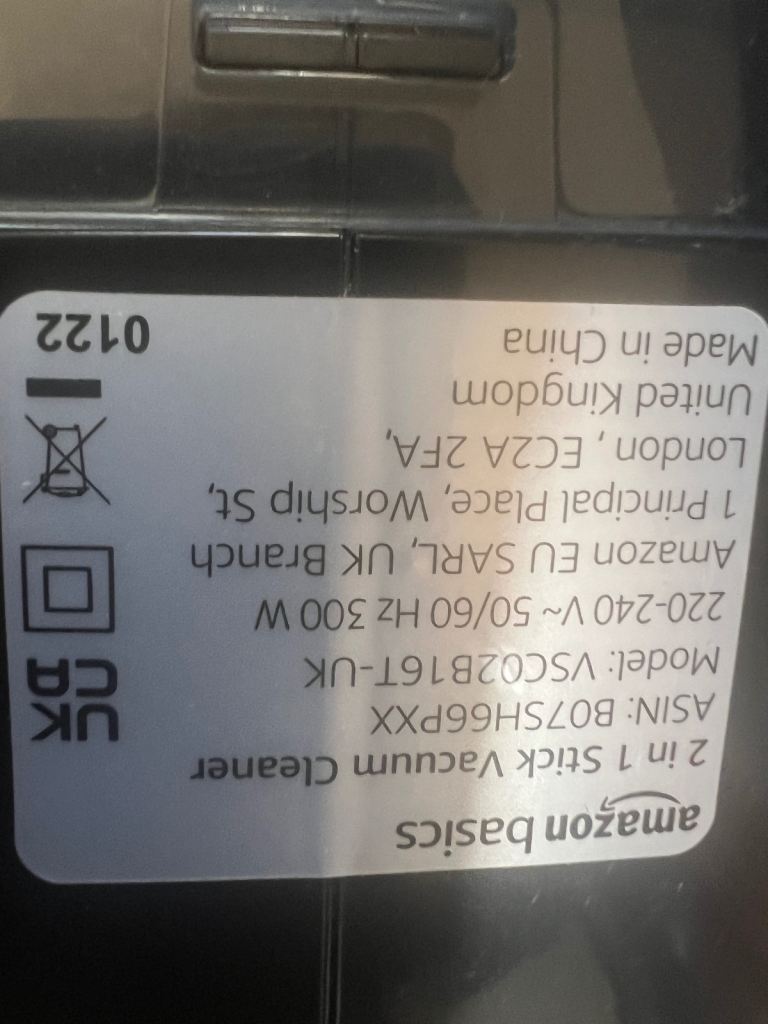 amazon basics
2 in 1 Stick Vacuum Cleaner
ASIN: B07SH66PXX
Model: VSC02B16T-UK
220-240 V~ 50/60 Hz 300 W
Amazon EU SARL, UK Branch
1 Principal Place, Worship St,
London , EC2A 2FA,
United Kingdom
Made in China
UK
CA
0122